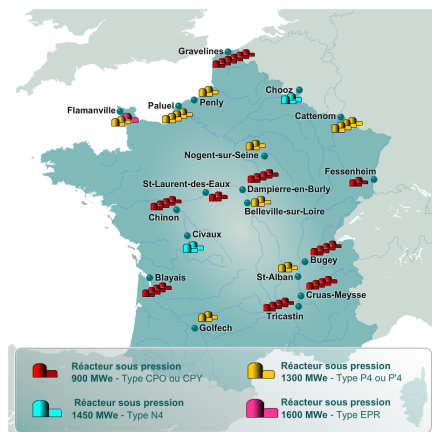 Gravelines
Chooz
Penly
Paluel
Flamanville
Cattenom
Nogent-sur-Seine
Fessenheim
St-Laurent-des-Eaux
Dampierre-en-Burly
Belleville-sur-Loire
Chinon
Civaux
Bugey
St-Alban
Blayais
Cruas-Meysse
Tricastin
Golfech
Réacteur sous pression
900 MWe - Type CPO ou CPY
Réacteur sous pression
1300 MWe - Type P4 ou P'4
Réacteur sous pression
1450 MWe - Type N4
Réacteur sous pression
1600 MWe - Type EPR